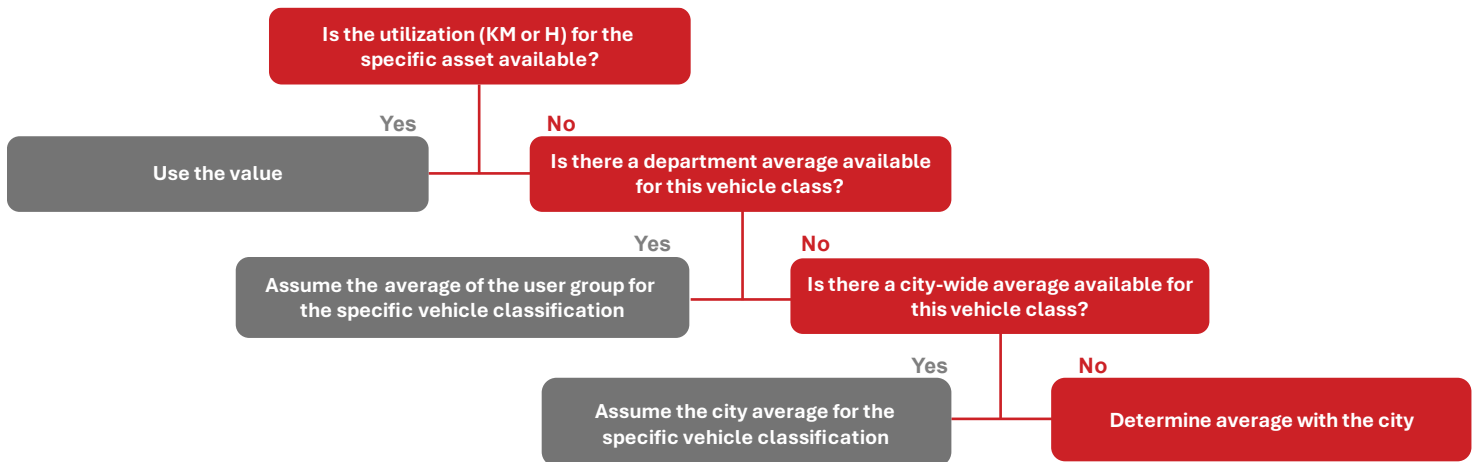 Is the utilization (KM or H) for the
specific asset available?
Yes
No
Use the value
Is there a department average available
for this vehicle class?
Yes
No
Assume the average of the user group for
the specific vehicle classification
Is there a city-wide average available for
this vehicle class?
Yes
No
Assume the city average for the
specific vehicle classification
Determine average with the city